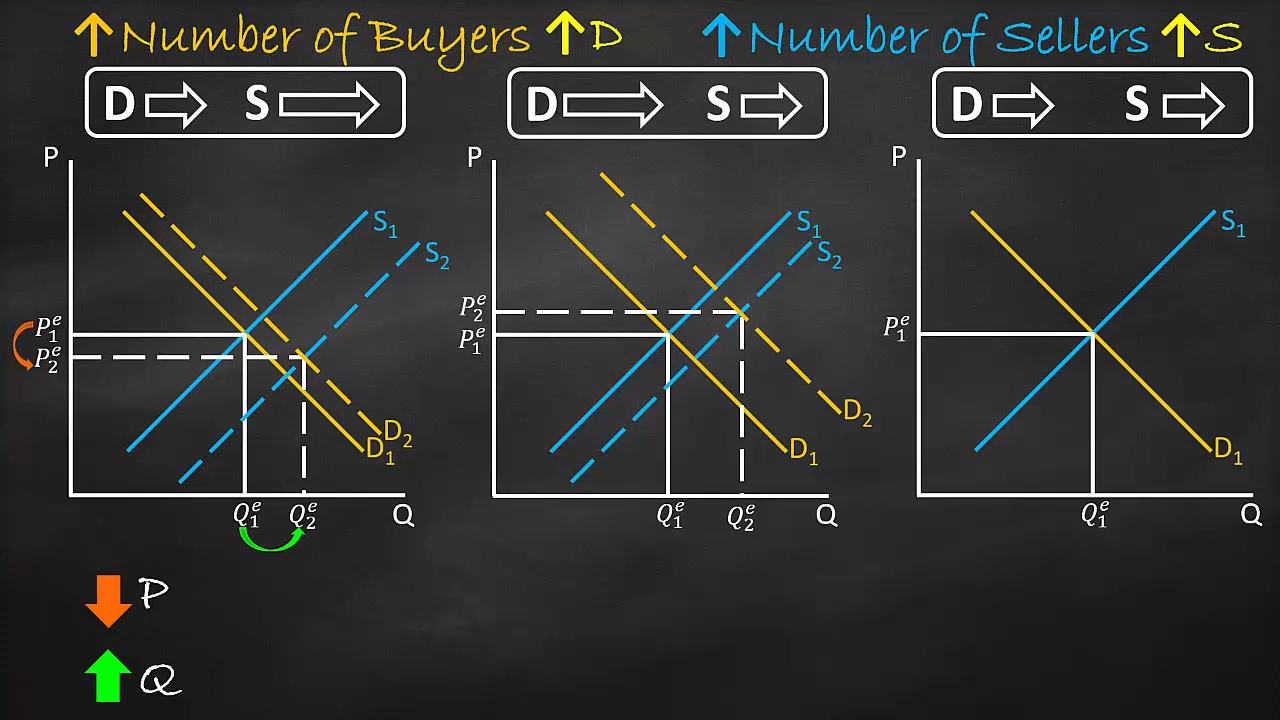 ↑Number of Buyers ↑D
↑Number of Sellers ↑S
D S
D S
D S
P
S₁
S₂
P₁ᵉ
P₂ᵉ
D₂
D₁
Q₁ᵉ Q₂ᵉ Q
P
S₁
S₂
P₂ᵉ
P₁ᵉ
D₂
D₁
Q₁ᵉ Q₂ᵉ Q
P
S₁
P₁ᵉ
D₁
Q₁ᵉ Q
P
Q